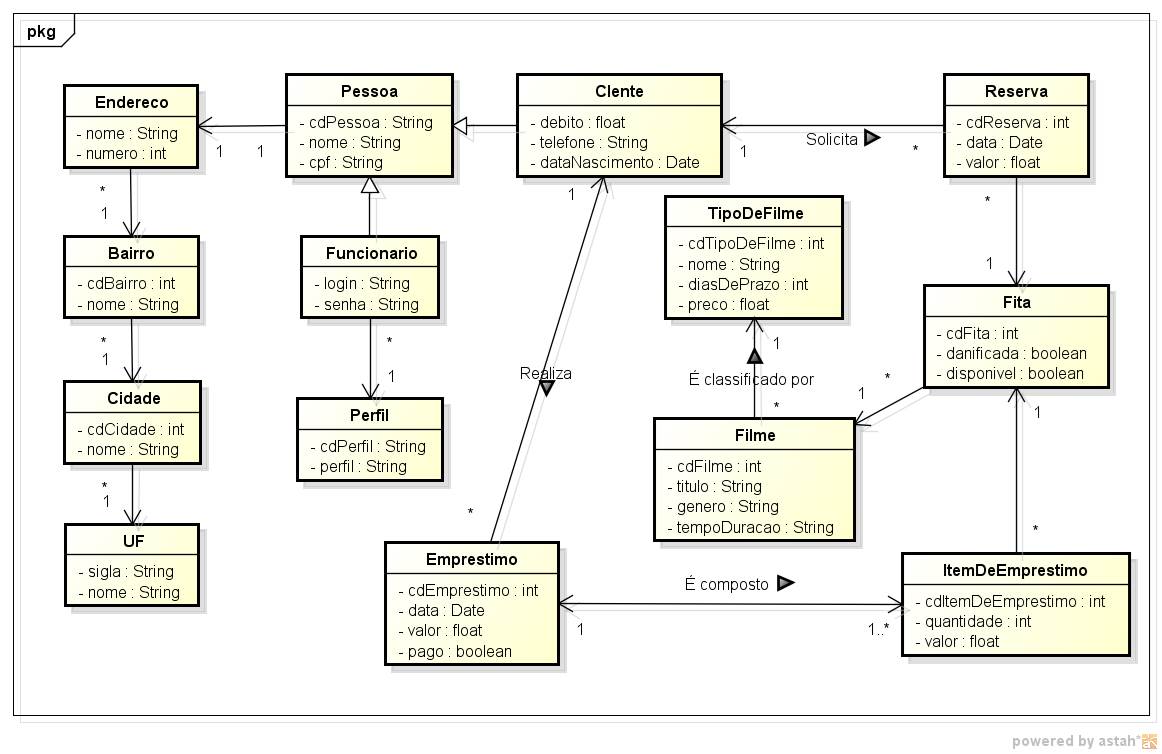 pkg
Endereco
- nome : String
- numero : int
Pessoa
- cdPessoa : String
- nome : String
- cpf : String
Clente
- debito : float
- telefone : String
- dataNascimento : Date
Reserva
- cdReserva : int
- data : Date
- valor : float
1
1
1
Solicita
*
*
1
1
*
1
TipoDeFilme
- cdTipoDeFilme : int
- nome : String
- diasDePrazo : int
- preco : float
Bairro
- cdBairro : int
- nome : String
Funcionario
- login : String
- senha : String
Fita
- cdFita : int
- danificada : boolean
- disponivel : boolean
*
1
*
1
Realiza
1
É classificado por
*
*
1
1
Cidade
- cdCidade : int
- nome : String
Perfil
- cdPerfil : String
- perfil : String
Filme
- cdFilme : int
- titulo : String
- genero : String
- tempoDuracao : String
*
1
*
*
UF
- sigla : String
- nome : String
Emprestimo
- cdEmprestimo : int
- data : Date
- valor : float
- pago : boolean
É composto
1
1..*
ItemDeEmprestimo
- cdItemDeEmprestimo : int
- quantidade : int
- valor : float
powered by astah*